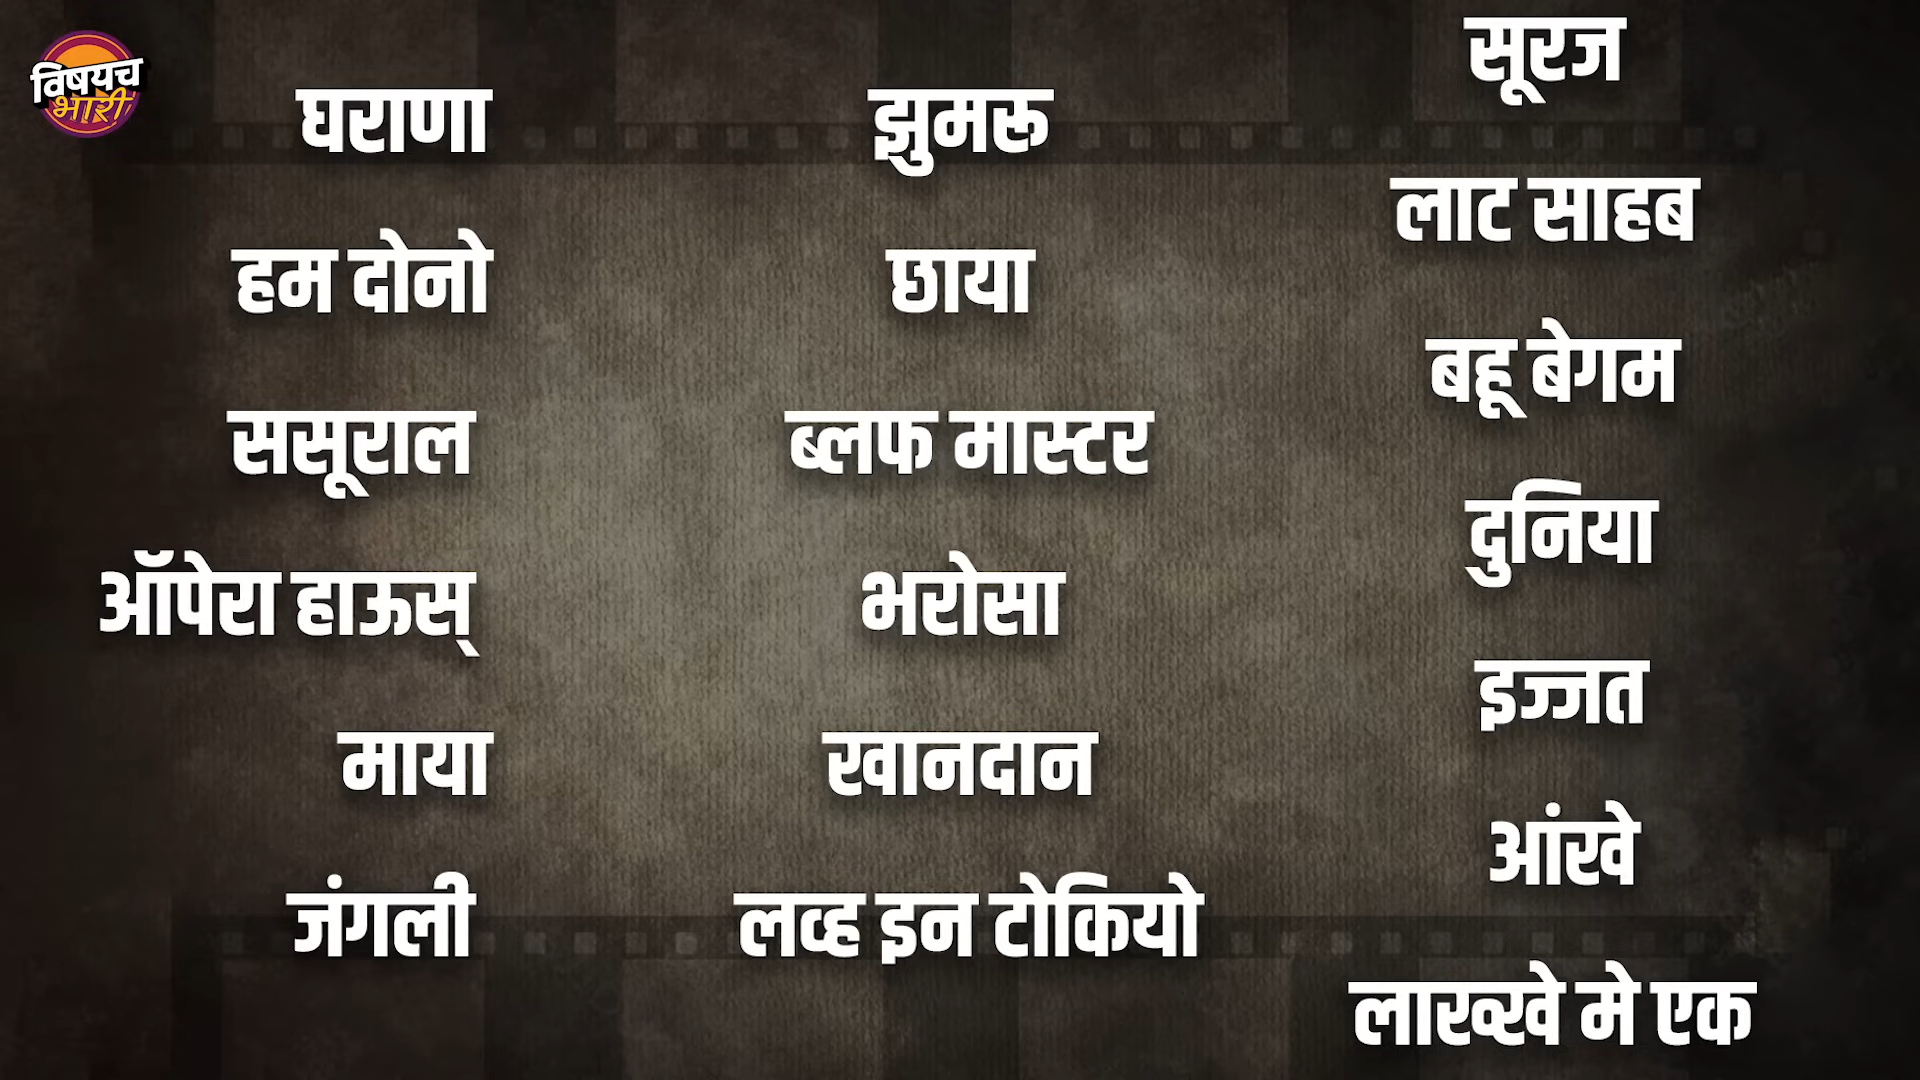 विषयच
भारी
घराणा
हम दोनो
ससूराल
ऑपेरा हाऊस्
माया
जंगली
झुमरू
छाया
ब्लफ मास्टर
भरोसा
खानदान
लव्ह इन टोकियो
सूरज
लाट साहब
बहू बेगम
दुनिया
इज्जत
आंखे
लाख्खे मे एक